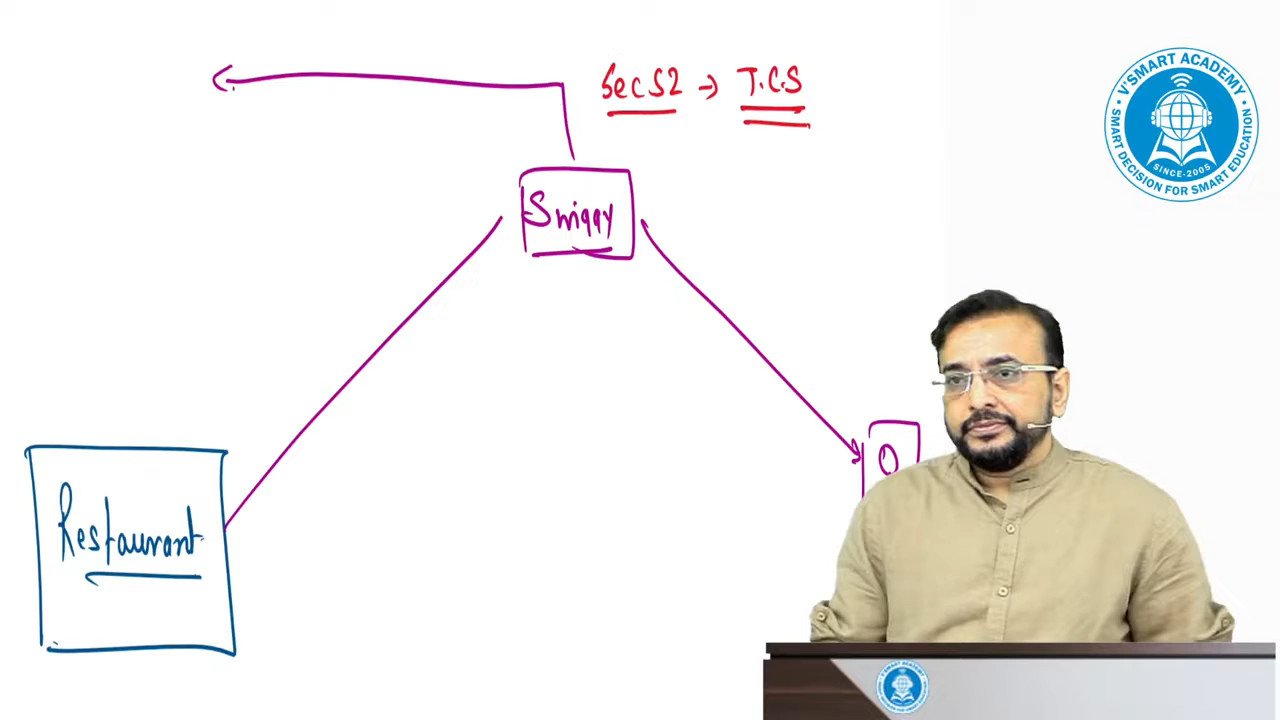 Sec 52 → T.C.S
Swiggy
Restaurant
V'SMART ACADEMY
SINCE-2005
SMART DECISION FOR SMART EDUCATION